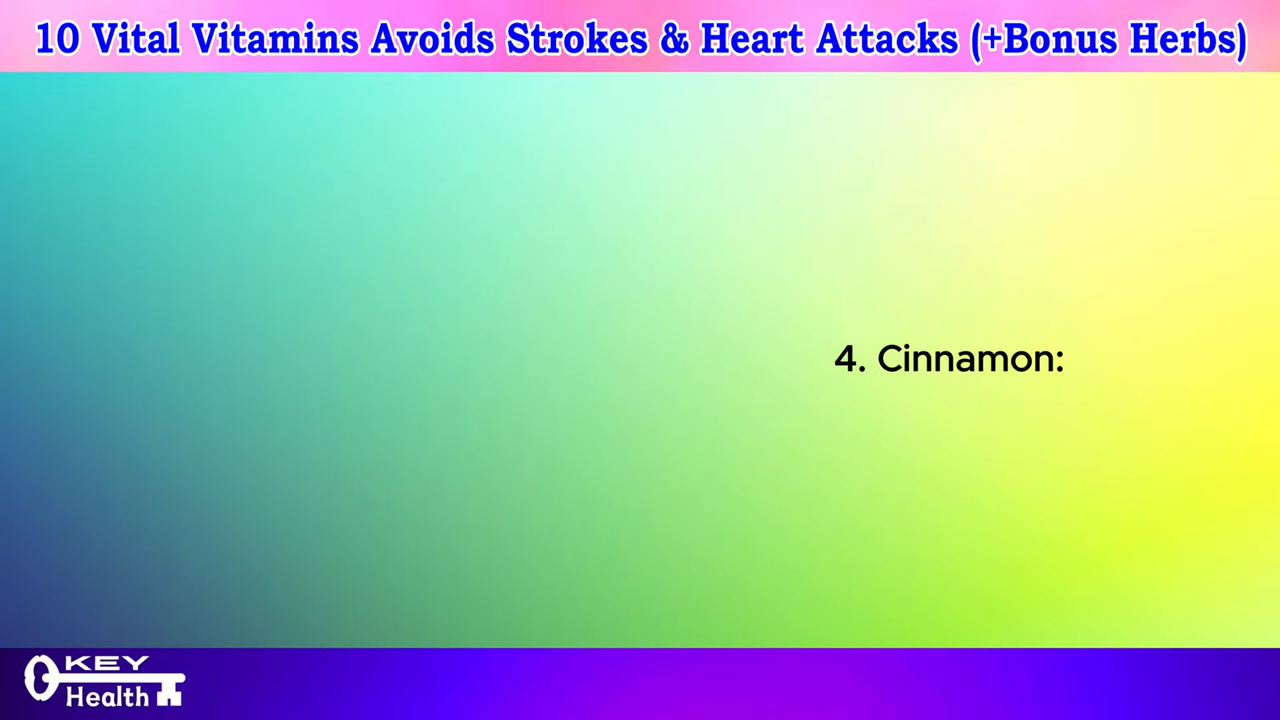 10 Vital Vitamins Avoids Strokes & Heart Attacks (+Bonus Herbs)
4. Cinnamon:
KEY
Health